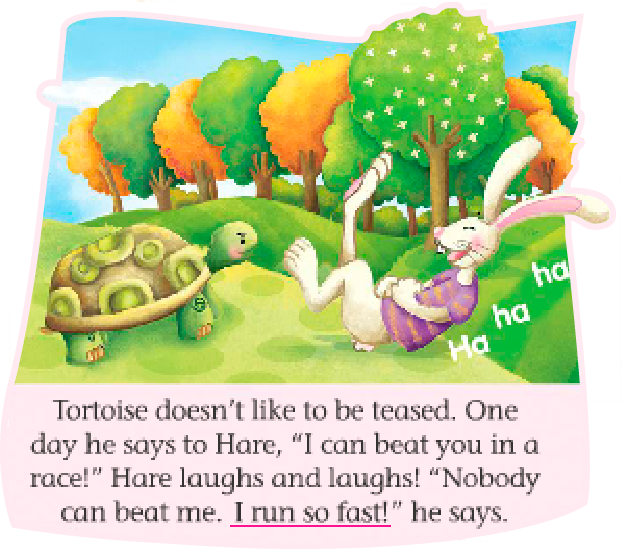 ha
ha
Ha
Tortoise doesn't like to be teased. One
day he says to Hare, “I can beat you in a
race!” Hare laughs and laughs! “Nobody
can beat me. I run so fast!” he says.